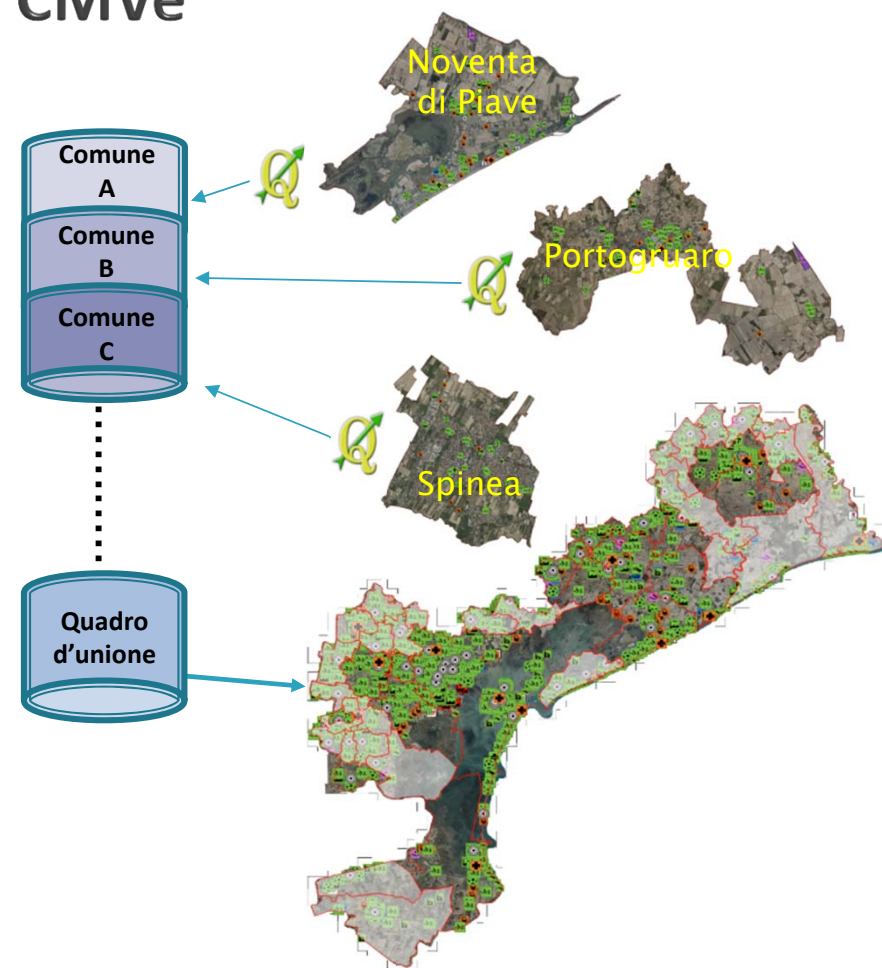 CMVe
Noventa
di Piave
Comune
A
Comune
B
Portogruaro
Comune
C
Spinea
Quadro
d'unione